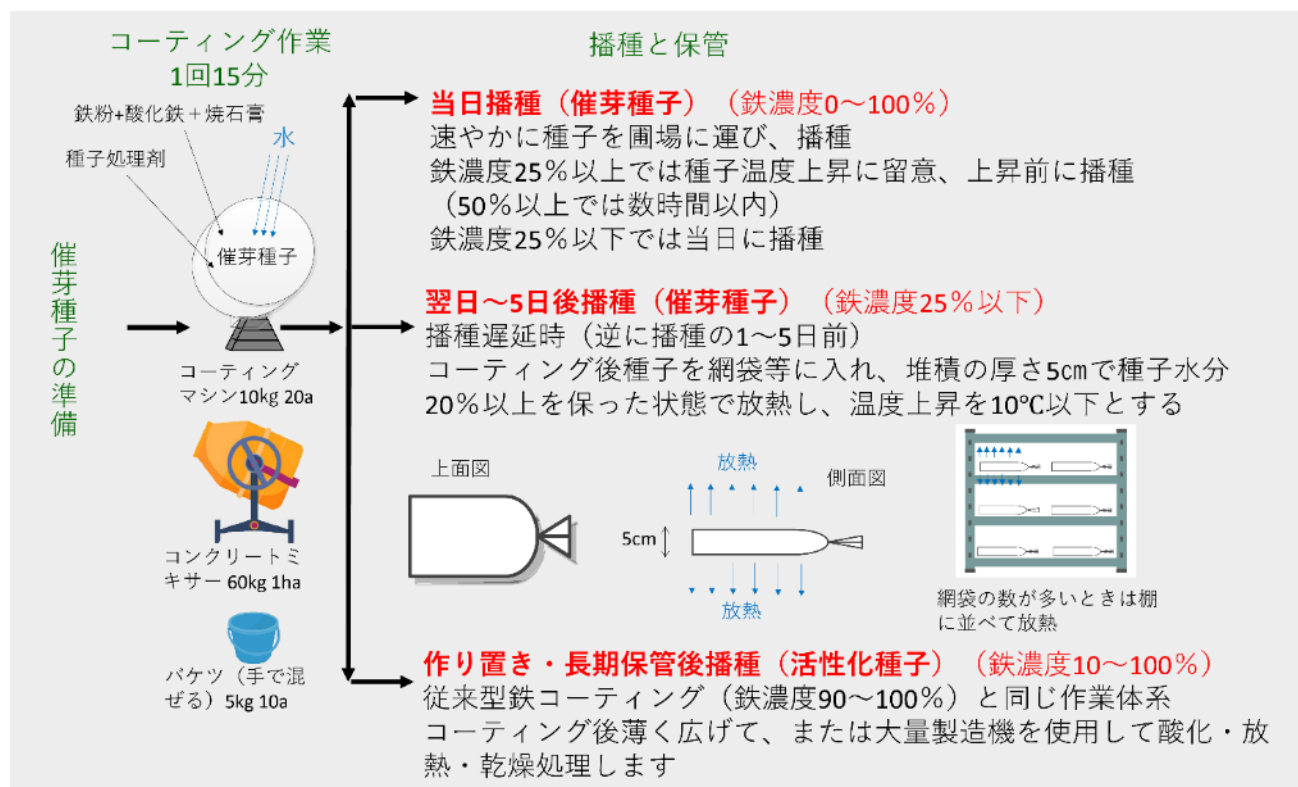 コーティング作業
1回15分
鉄粉+酸化鉄＋焼石膏
種子処理剤
水
催芽種子
催芽種子の準備
コーティング
マシン10kg 20a
コンクリートミ
キサー 60kg 1ha
バケツ（手で混
ぜる）5kg 10a
播種と保管
当日播種（催芽種子）（鉄濃度0～100％）
速やかに種子を圃場に運び、播種
鉄濃度25％以上では種子温度上昇に留意、上昇前に播種
（50％以上では数時間以内）
鉄濃度25％以下では当日に播種
翌日～5日後播種（催芽種子）（鉄濃度25％以下）
播種遅延時（逆に播種の1～5日前）
コーティング後種子を網袋等に入れ、堆積の厚さ5㎝で種子水分
20％以上を保った状態で放熱し、温度上昇を10℃以下とする
上面図
放熱
側面図
5cm
放熱
網袋の数が多いときは棚
に並べて放熱
作り置き・長期保管後播種（活性化種子）（鉄濃度10～100％）
従来型鉄コーティング（鉄濃度90～100％）と同じ作業体系
コーティング後薄く広げて、または大量製造機を使用して酸化・放
熱・乾燥処理します